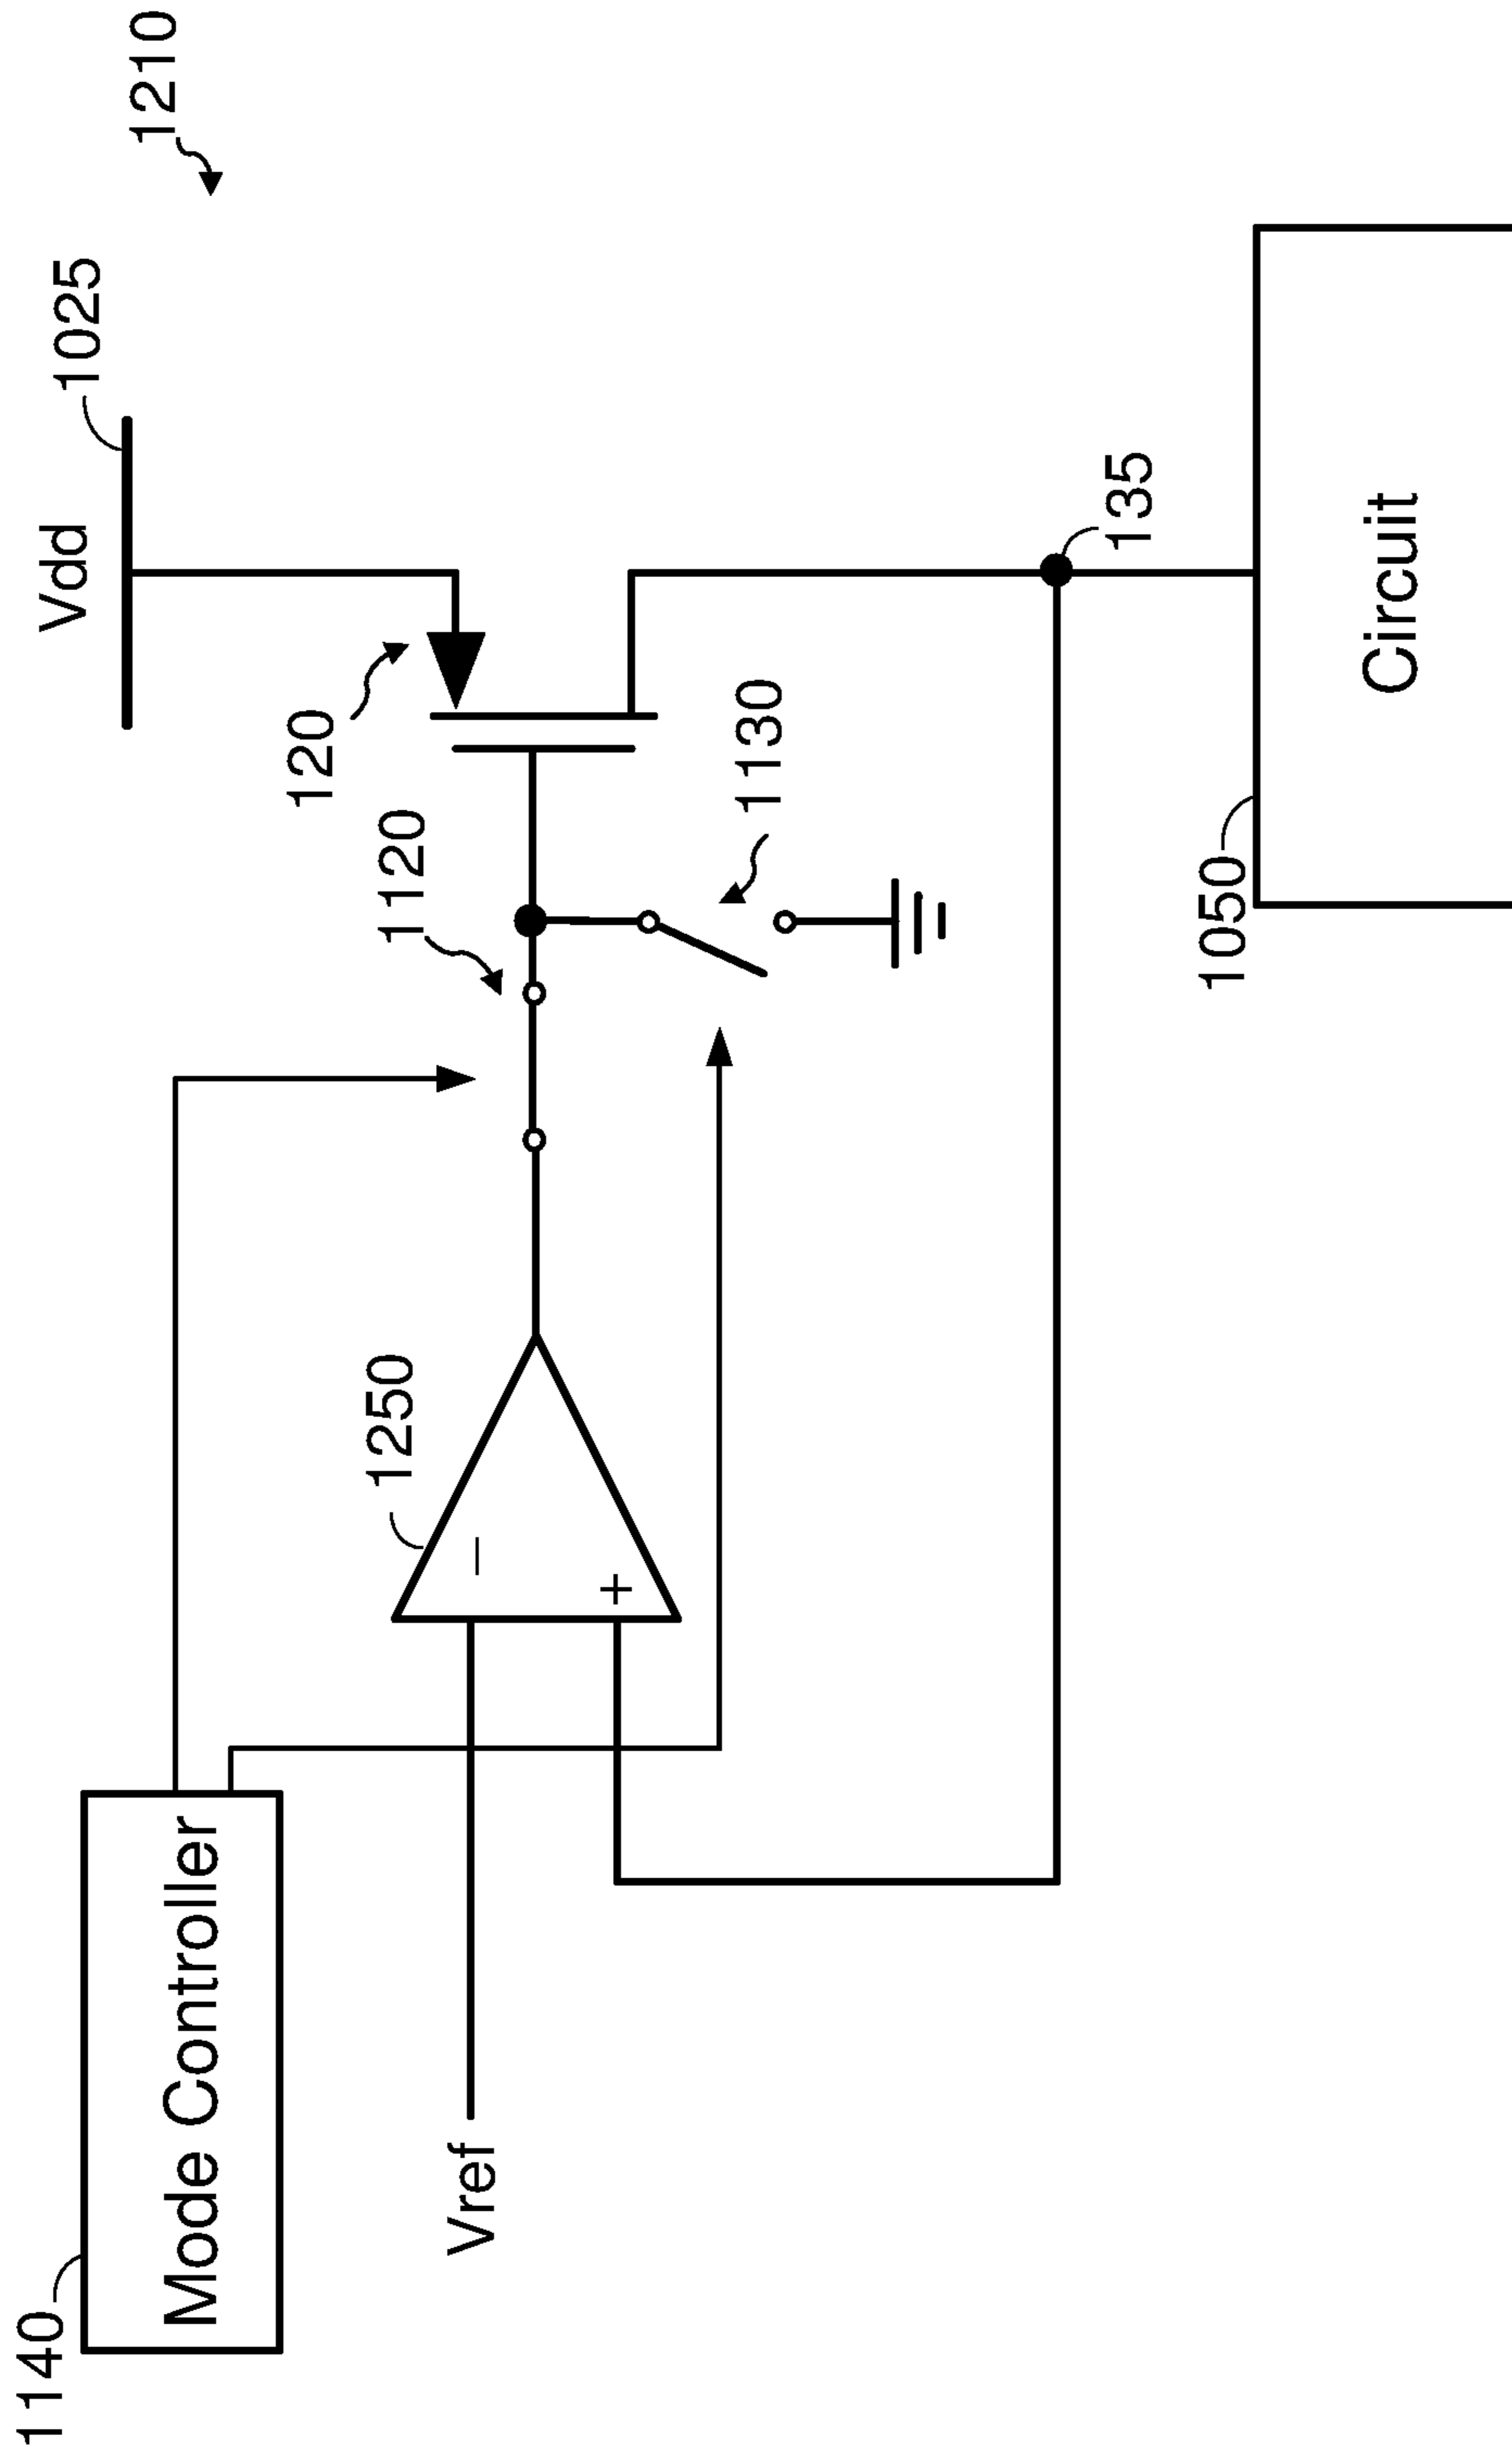 1210
Vdd
1025
1140
Mode Controller
120
1120
1250
Vref
−
+
1130
135
1050
Circuit